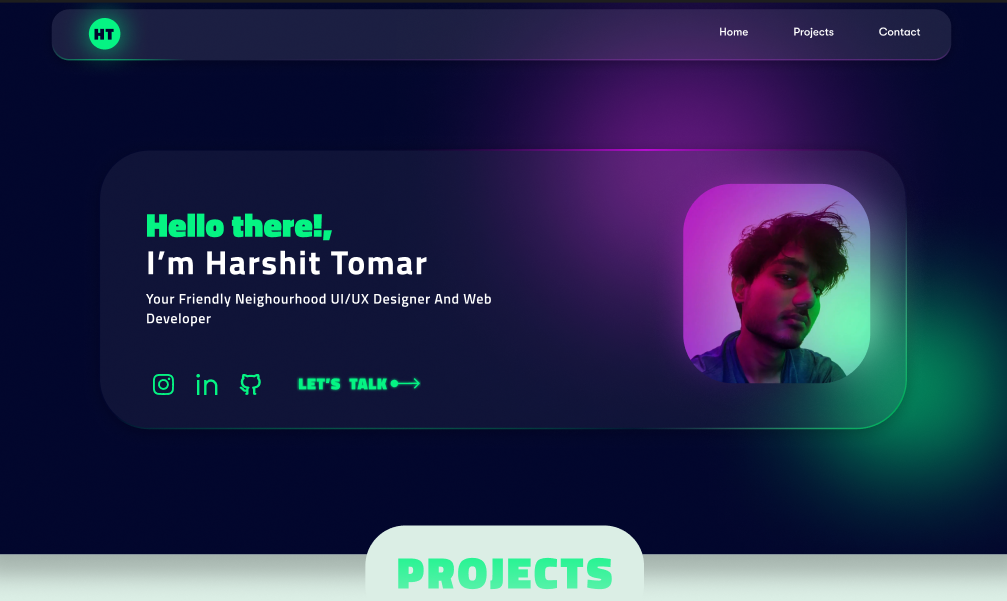 HT
Home Projects Contact
Hello there!,
I'm Harshit Tomar
Your Friendly Neighourhood UI/UX Designer And Web
Developer
in
LET'S TALK
PROJECTS